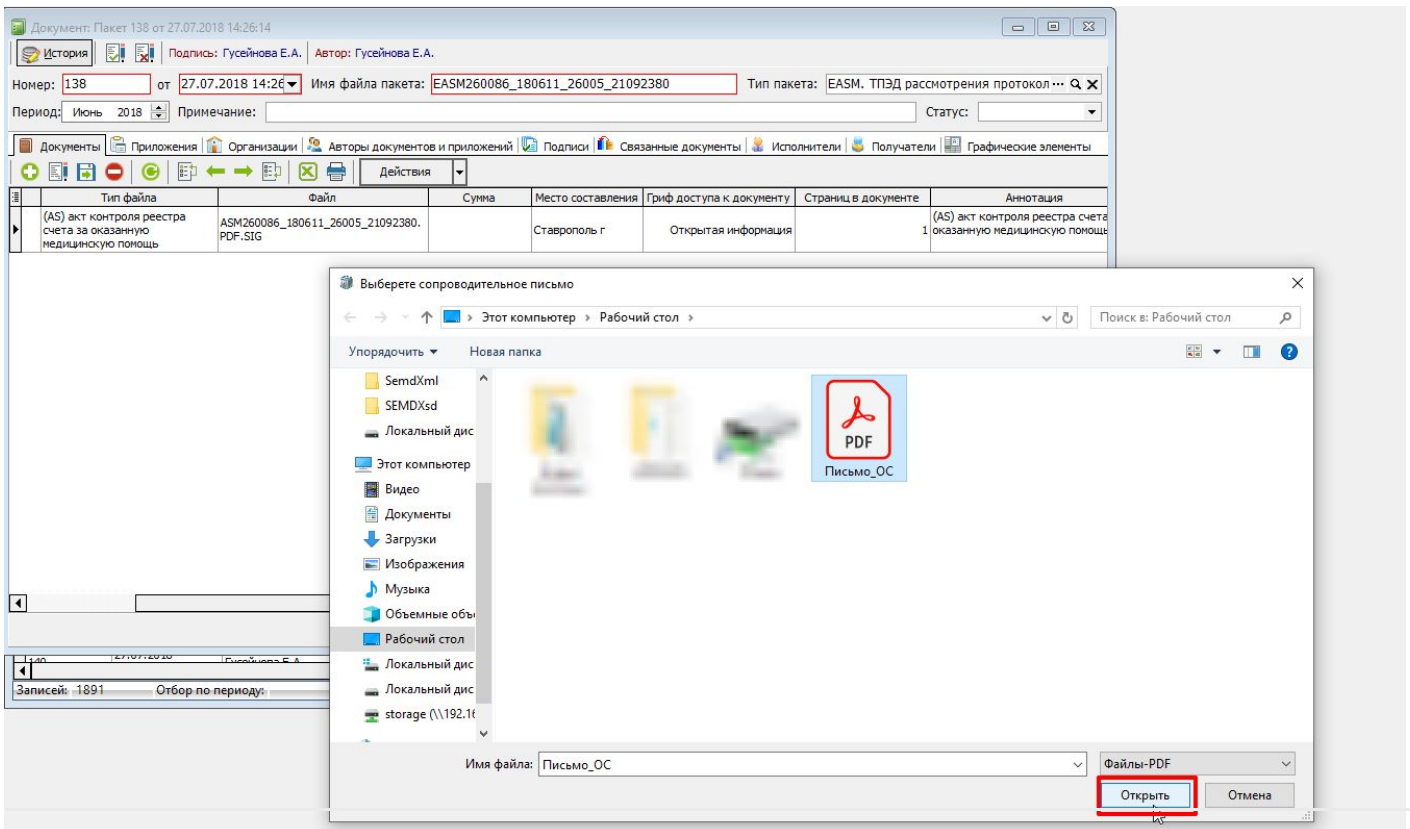 Документ: Пакет 138 от 27.07.2018 14:26:14
История Подпись: Гусейнова Е.А. Автор: Гусейнова Е.А.
Номер: 138 от 27.07.2018 14:26 Имя файла пакета: EASM260086_180611_26005_21092380 Тип пакета: EASM. ТПЭД рассмотрения протокол ...
Период: Июнь 2018 Примечание: Статус:
Документы Приложения Организации Авторы документов и приложений Подписи Связанные документы Исполнители Получатели Графические элементы
Действия
Тип файла Файл Сумма Место составления Гриф доступа к документу Страниц в документе Аннотация
(AS) акт контроля реестра счета за оказанную медицинскую помощь
ASM260086_180611_26005_21092380.PDF.SIG
Ставрополь г Открытая информация 1
(AS) акт контроля реестра счета оказанную медицинскую помощь
Выберете сопроводительное письмо
Этот компьютер › Рабочий стол ›
Поиск в: Рабочий стол
Упорядочить Новая папка
SemdXml
SEMDXsd
Локальный дис
Этот компьютер
Видео
Документы
Загрузки
Изображения
Музыка
Объемные объ
Рабочий стол
Локальный дис
Локальный дис
storage (\\192.16
PDF
Письмо_ОС
Записей: 1891 Отбор по периоду:
Имя файла: Письмо_ОС Файлы-PDF
Открыть Отмена